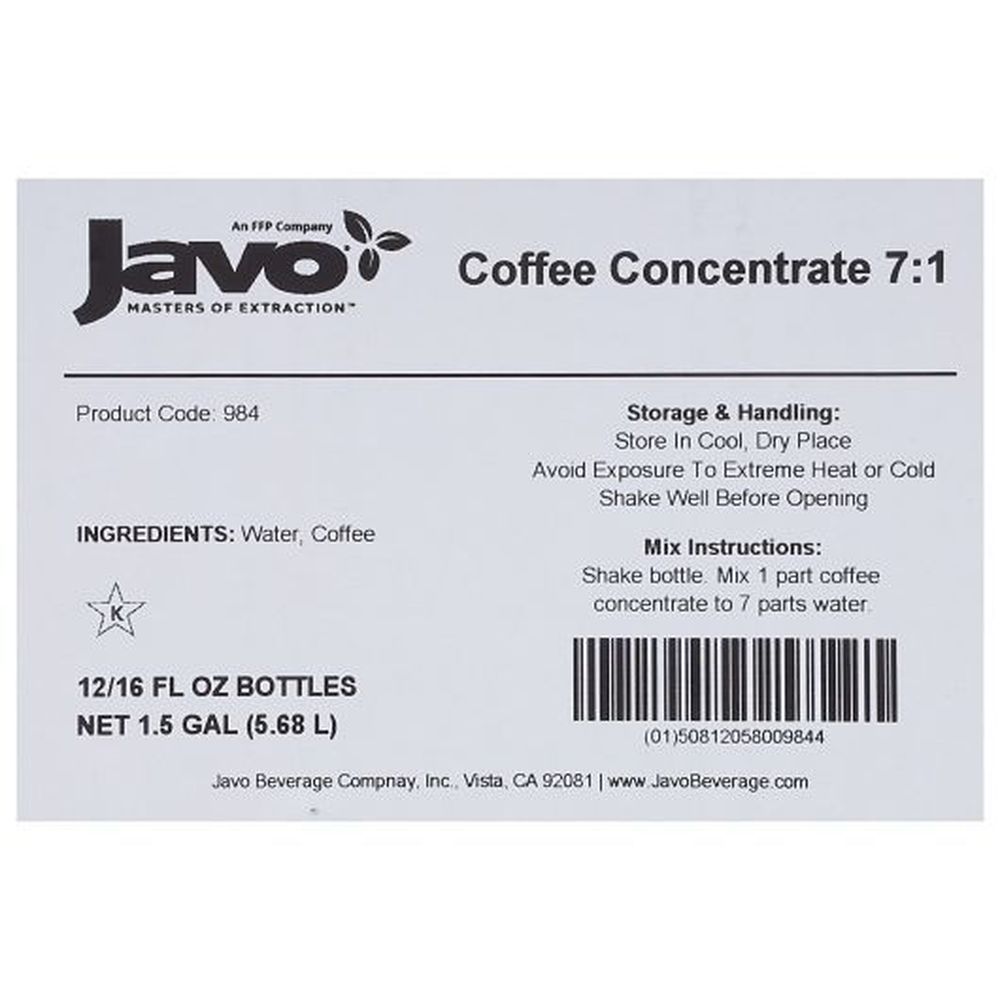 An FFP Company
Javo
MASTERS OF EXTRACTION™
Coffee Concentrate 7:1
Product Code: 984
INGREDIENTS: Water, Coffee
K
12/16 FL OZ BOTTLES
NET 1.5 GAL (5.68 L)
Storage & Handling:
Store In Cool, Dry Place
Avoid Exposure To Extreme Heat or Cold
Shake Well Before Opening
Mix Instructions:
Shake bottle. Mix 1 part coffee
concentrate to 7 parts water.
(01)50812058009844
Javo Beverage Compnay, Inc., Vista, CA 92081 | www.JavoBeverage.com